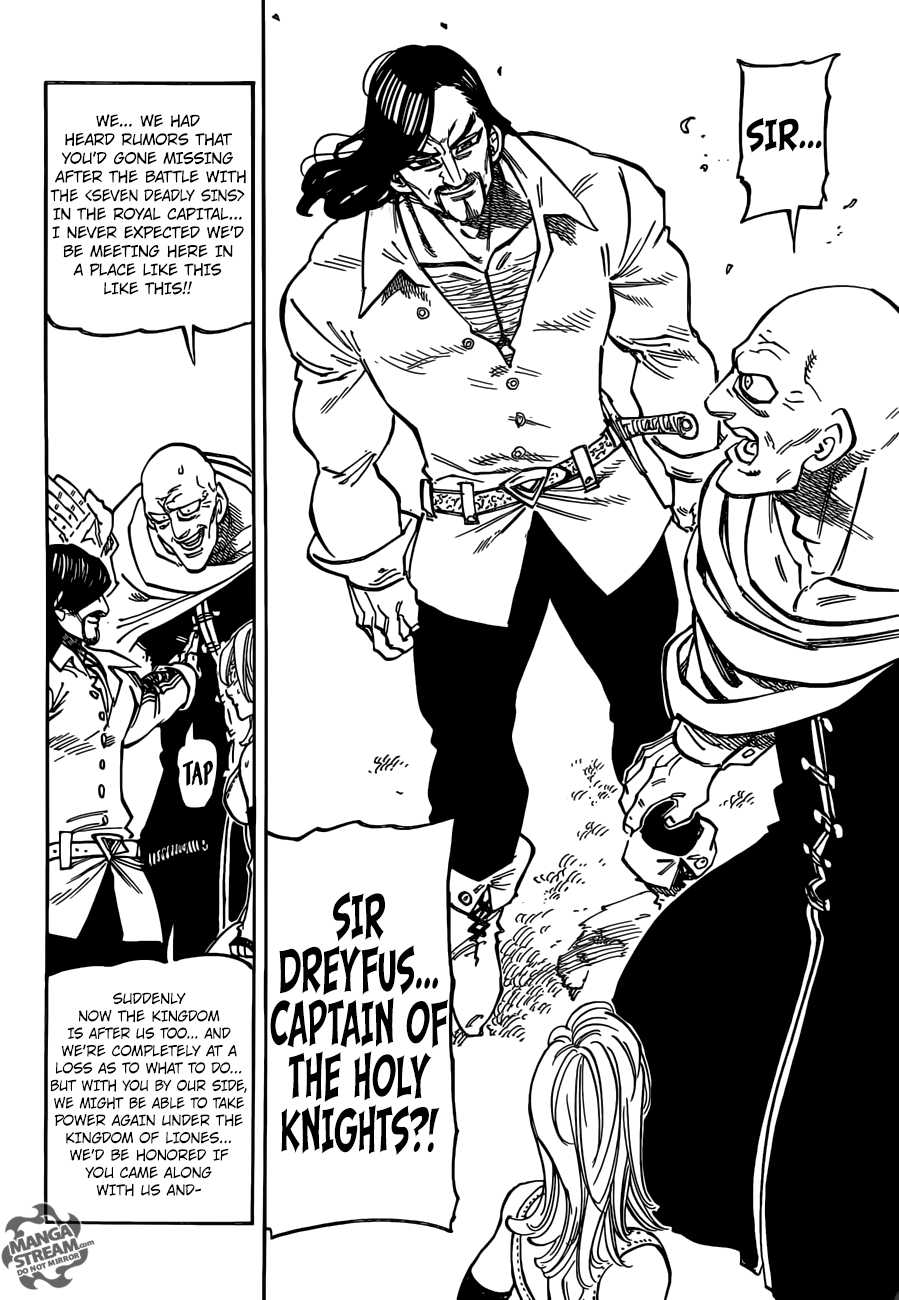 SIR...
SIR
DREYFUS...
CAPTAIN OF
THE HOLY
KNIGHTS?!
WE... WE HAD
HEARD RUMORS THAT
YOU'D GONE MISSING
AFTER THE BATTLE WITH
THE <SEVEN DEADLY SINS>
IN THE ROYAL CAPITAL...
I NEVER EXPECTED WE'D
BE MEETING HERE IN
A PLACE LIKE THIS
LIKE THIS!!
TAP
SUDDENLY
NOW THE KINGDOM
IS AFTER US TOO... AND
WE'RE COMPLETELY AT A
LOSS AS TO WHAT TO DO...
BUT WITH YOU BY OUR SIDE,
WE MIGHT BE ABLE TO TAKE
POWER AGAIN UNDER THE
KINGDOM OF LIONES...
WE'D BE HONORED IF
YOU CAME ALONG
WITH US AND-
MANGA
STREAM.com
DO NOT MIRROR